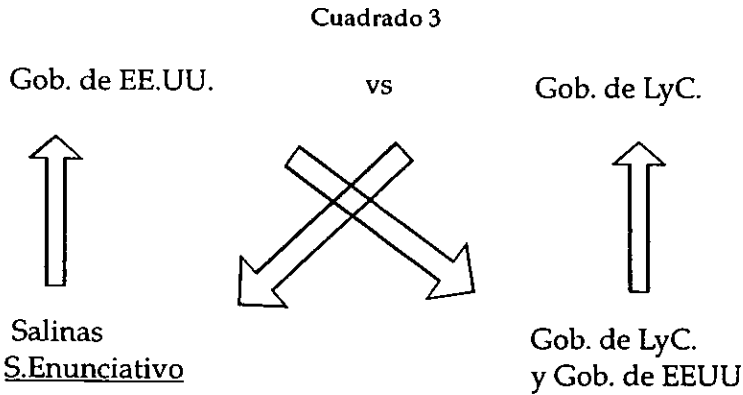 Cuadrado 3
Gob. de EE.UU. vs Gob. de LyC.
Salinas
S.Enunciativo
Gob. de LyC.
y Gob. de EEUU